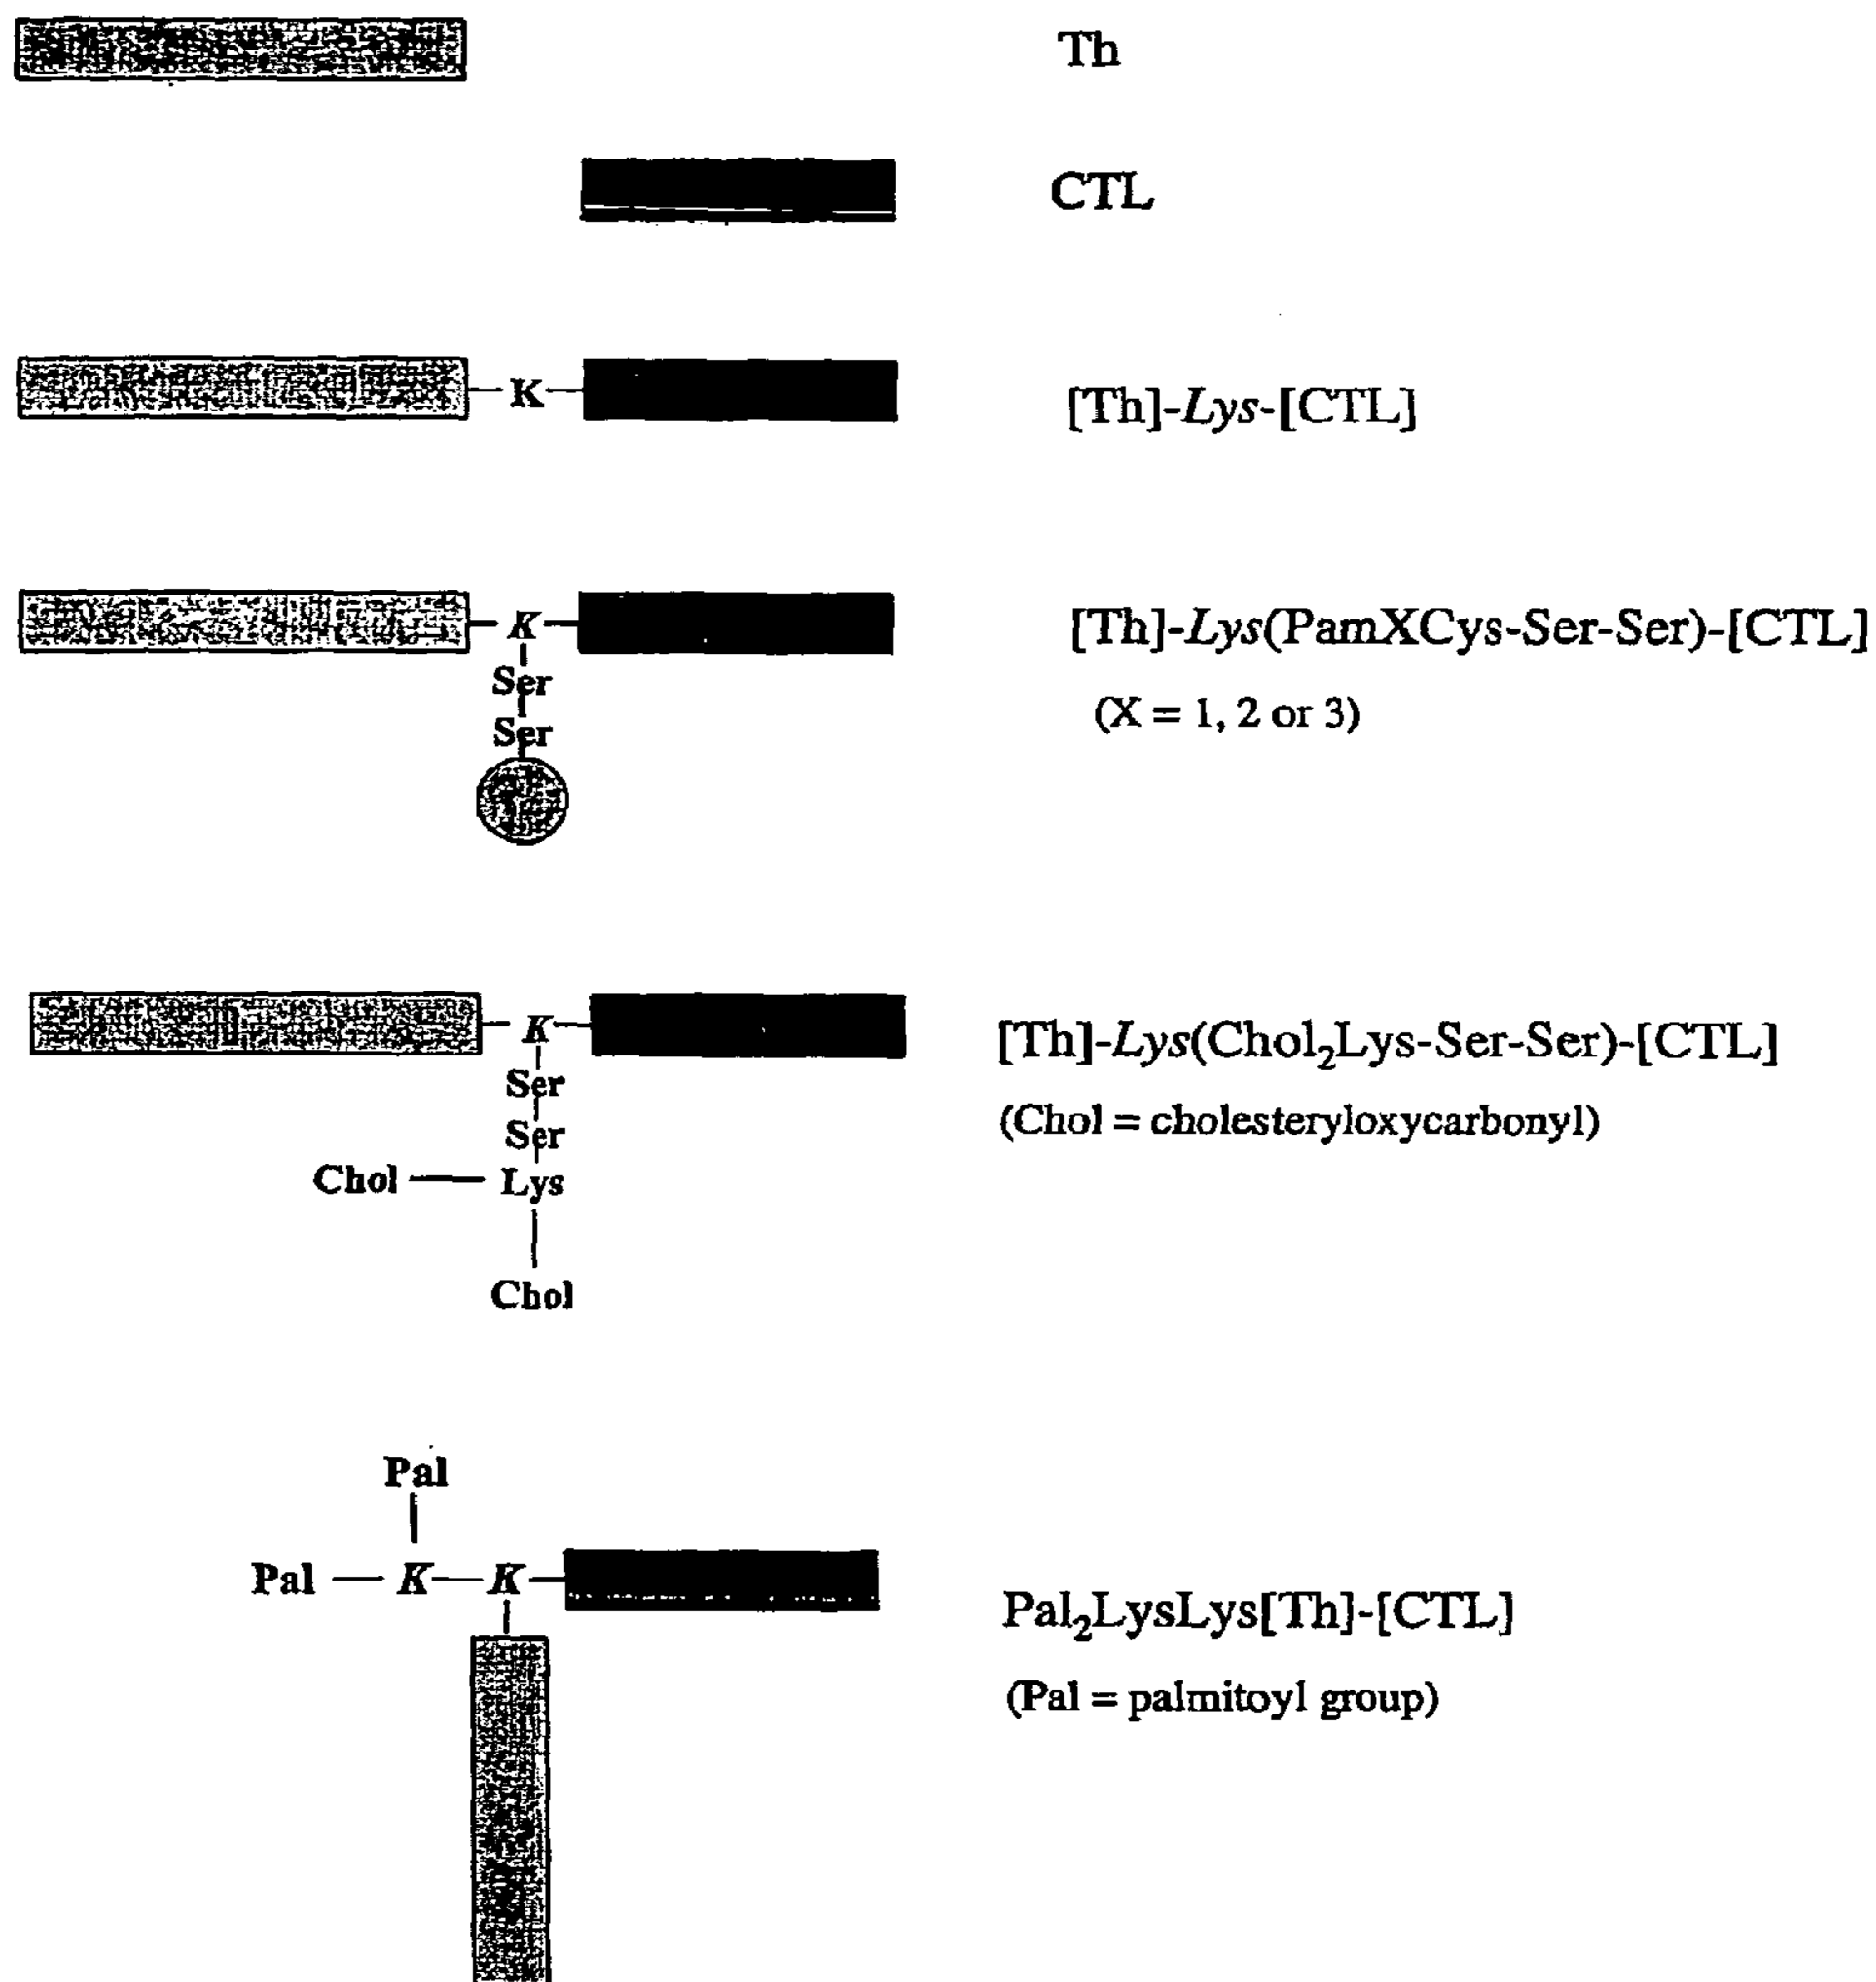 Th
CTL
K
[Th]-Lys-[CTL]
K
[Th]-Lys(PamXCys-Ser-Ser)-[CTL]
Ser
(X = 1, 2 or 3)
Ser
K
[Th]-Lys(Chol₂Lys-Ser-Ser)-[CTL]
Ser
(Chol = cholesteryloxycarbonyl)
Ser
Chol Lys
Chol
Pal
Pal K K
Pal₂LysLys[Th]-[CTL]
(Pal = palmitoyl group)